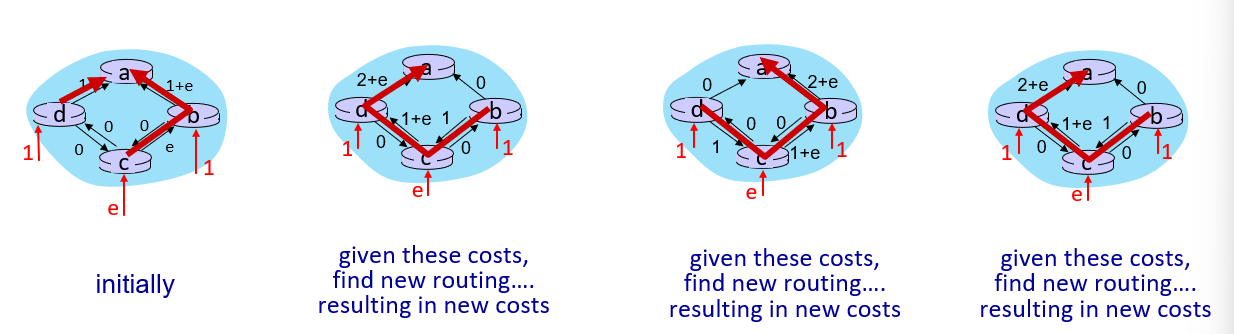 a
1
1+e
d
b
0
0
0
e
c
1
1
e
initially
a
2+e
0
d
b
1+e
1
0
0
c
1
1
e
given these costs,
find new routing....
resulting in new costs
a
0
2+e
d
b
0
0
1
1+e
c
1
1
e
given these costs,
find new routing....
resulting in new costs
a
2+e
0
d
b
1+e
1
0
0
c
1
1
e
given these costs,
find new routing....
resulting in new costs